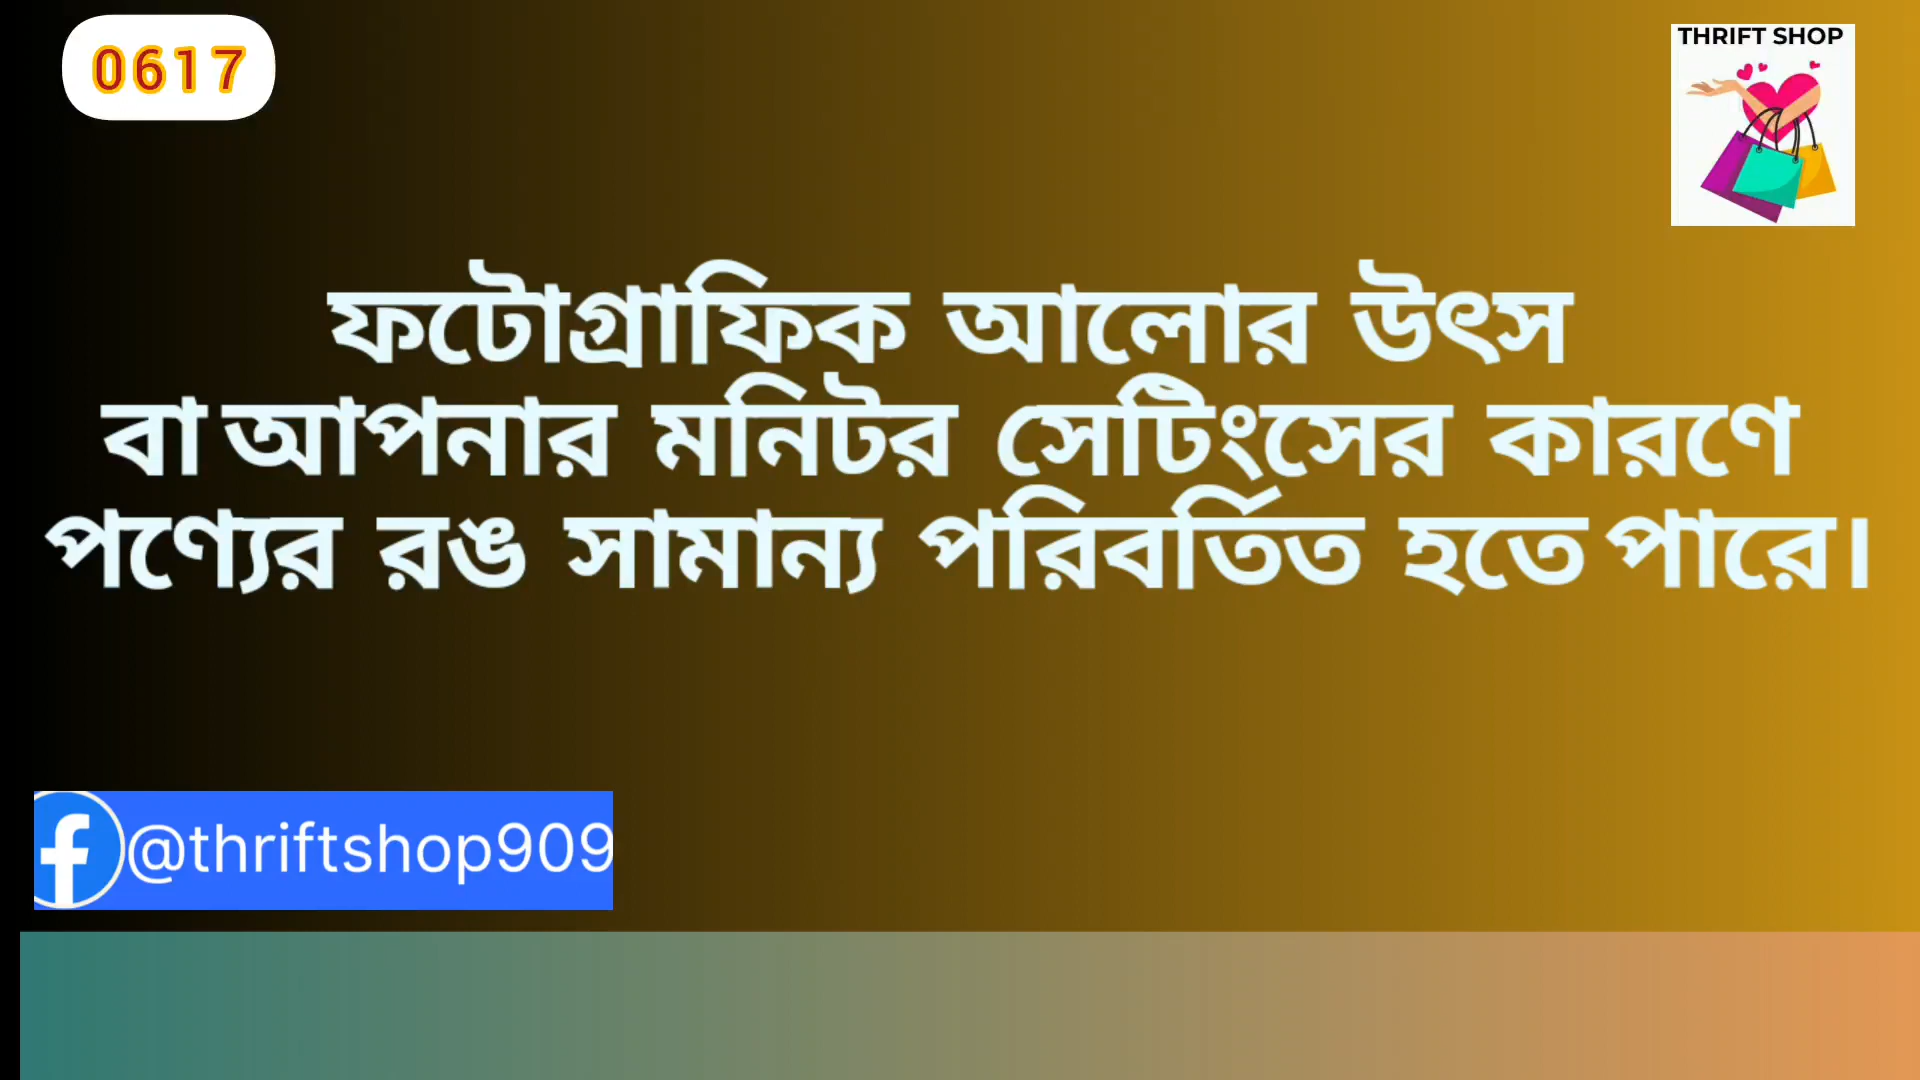 0617
THRIFT SHOP
ফটোগ্রাফিক আলোর উৎস
বা আপনার মনিটর সেটিংসের কারণে
পণ্যের রঙ সামান্য পরিবর্তিত হতে পারে।
@thriftshop909